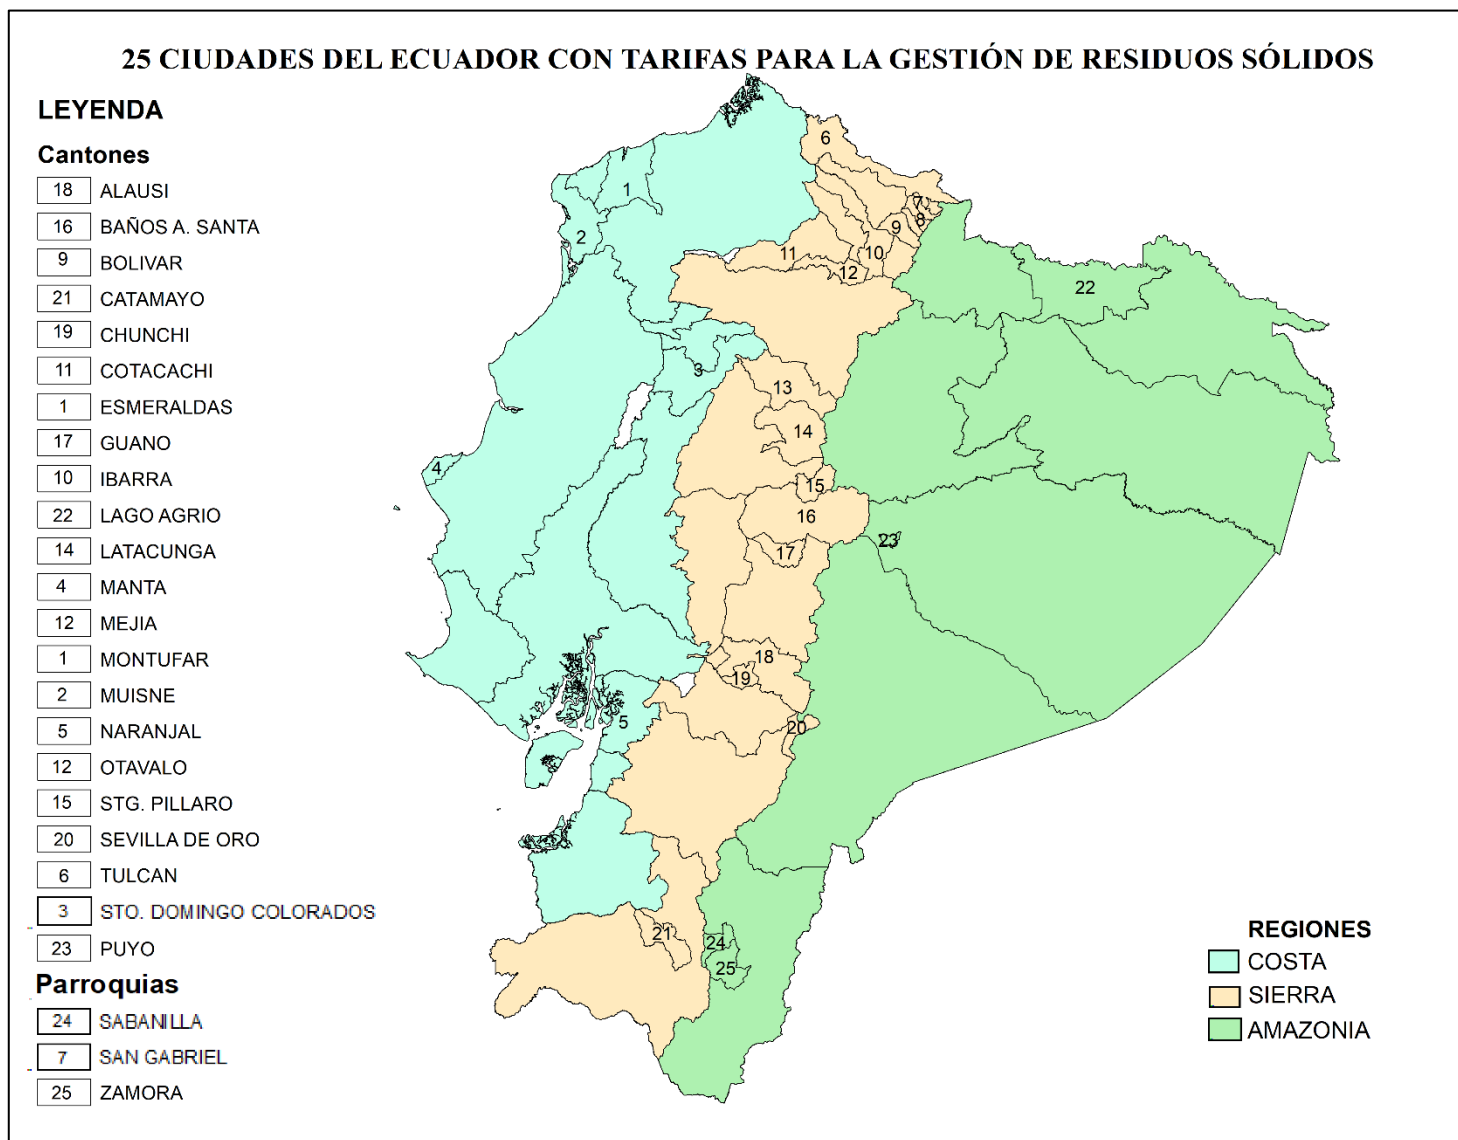 25 CIUDADES DEL ECUADOR CON TARIFAS PARA LA GESTIÓN DE RESIDUOS SÓLIDOS
LEYENDA
Cantones
18 ALAUSI
16 BAÑOS A. SANTA
9 BOLIVAR
21 CATAMAYO
19 CHUNCHI
11 COTACACHI
1 ESMERALDAS
17 GUANO
10 IBARRA
22 LAGO AGRIO
14 LATACUNGA
4 MANTA
12 MEJIA
1 MONTUFAR
2 MUISNE
5 NARANJAL
12 OTAVALO
15 STG. PILLARO
20 SEVILLA DE ORO
6 TULCAN
3 STO. DOMINGO COLORADOS
23 PUYO
Parroquias
24 SABANILLA
7 SAN GABRIEL
25 ZAMORA
6
1
7
8
2
9
11
10
12
22
3
13
14
4
15
16
23
17
18
19
5
20
21
24
25
REGIONES
COSTA
SIERRA
AMAZONIA